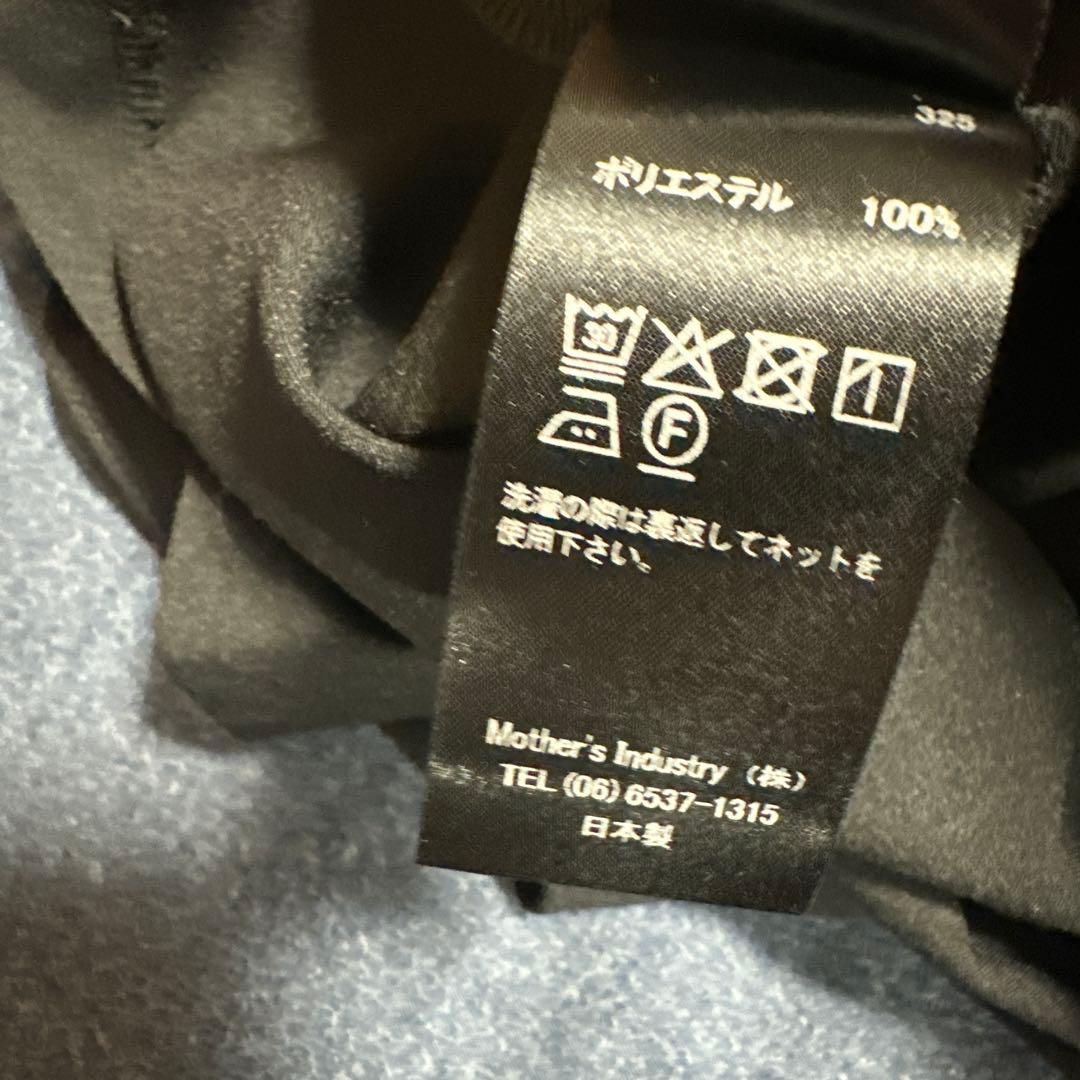 325
ポリエステル 100%
30
F
洗濯の際は裏返してネットを
使用下さい。
Mother's Industry (株)
TEL (06) 6537-1315
日本製